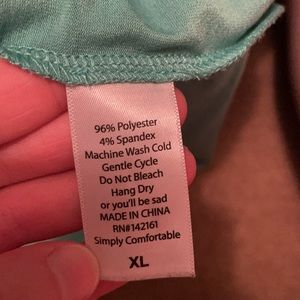 96% Polyester
4% Spandex
Machine Wash Cold
Gentle Cycle
Do Not Bleach
Hang Dry
or you'll be sad
MADE IN CHINA
RN#142161
Simply Comfortable
XL